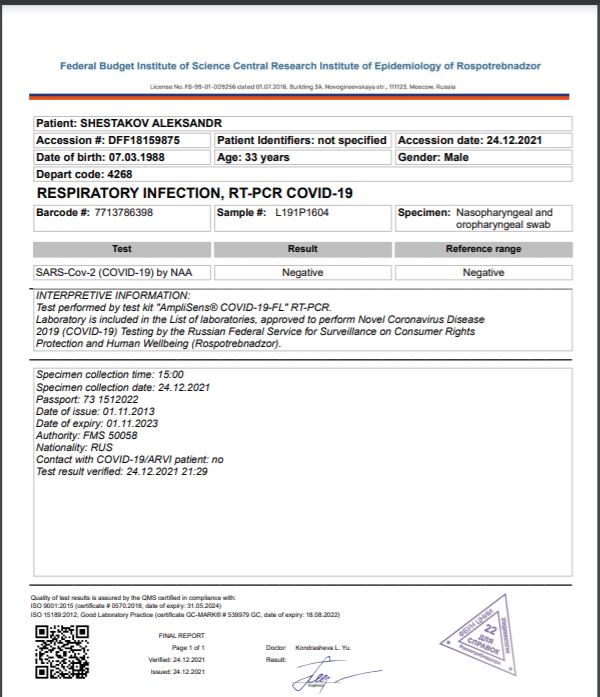 Federal Budget Institute of Science Central Research Institute of Epidemiology of Rospotrebnadzor
License No. FS-99-01-009256 dated 01.07.2016. Building 3A, Novogireevskaya str., 111123, Moscow, Russia
Patient: SHESTAKOV ALEKSANDR
Accession #: DFF18159875 Patient Identifiers: not specified Accession date: 24.12.2021
Date of birth: 07.03.1988 Age: 33 years Gender: Male
Depart code: 4268
RESPIRATORY INFECTION, RT-PCR COVID-19
Barcode #: 7713786398 Sample #: L191P1604 Specimen: Nasopharyngeal and
oropharyngeal swab
Test Result Reference range
SARS-Cov-2 (COVID-19) by NAA Negative Negative
INTERPRETIVE INFORMATION:
Test performed by test kit "AmpliSens® COVID-19-FL" RT-PCR.
Laboratory is included in the List of laboratories, approved to perform Novel Coronavirus Disease
2019 (COVID-19) Testing by the Russian Federal Service for Surveillance on Consumer Rights
Protection and Human Wellbeing (Rospotrebnadzor).
Specimen collection time: 15:00
Specimen collection date: 24.12.2021
Passport: 73 1512022
Date of issue: 01.11.2013
Date of expiry: 01.11.2023
Authority: FMS 50058
Nationality: RUS
Contact with COVID-19/ARVI patient: no
Test result verified: 24.12.2021 21:29
Quality of test results is assured by the QMS certified in compliance with:
ISO 9001:2015 (certificate # 0570.2018, date of expiry: 31.05.2024)
ISO 15189:2012, Good Laboratory Practice (certificate GC-MARK® # 539979 GC, date of expiry: 18.08.2022)
FINAL REPORT
Page 1 of 1
Verified: 24.12.2021
Issued: 24.12.2021
Doctor: Kondrasheva L. Yu.
Result:
ФБУН ЦНИИ
22
ДЛЯ
СПРАВОК